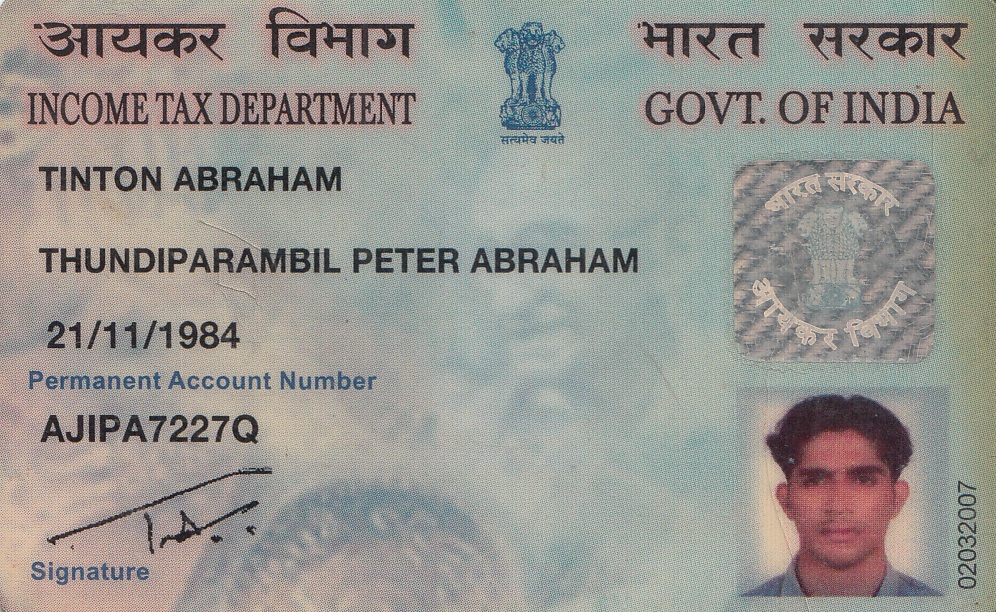 आयकर विभाग
भारत सरकार
INCOME TAX DEPARTMENT
GOVT. OF INDIA
सत्यमेव जयते
TINTON ABRAHAM
THUNDIPARAMBIL PETER ABRAHAM
21/11/1984
Permanent Account Number
AJIPA7227Q
Signature
भारत सरकार
आयकर विभाग
02032007